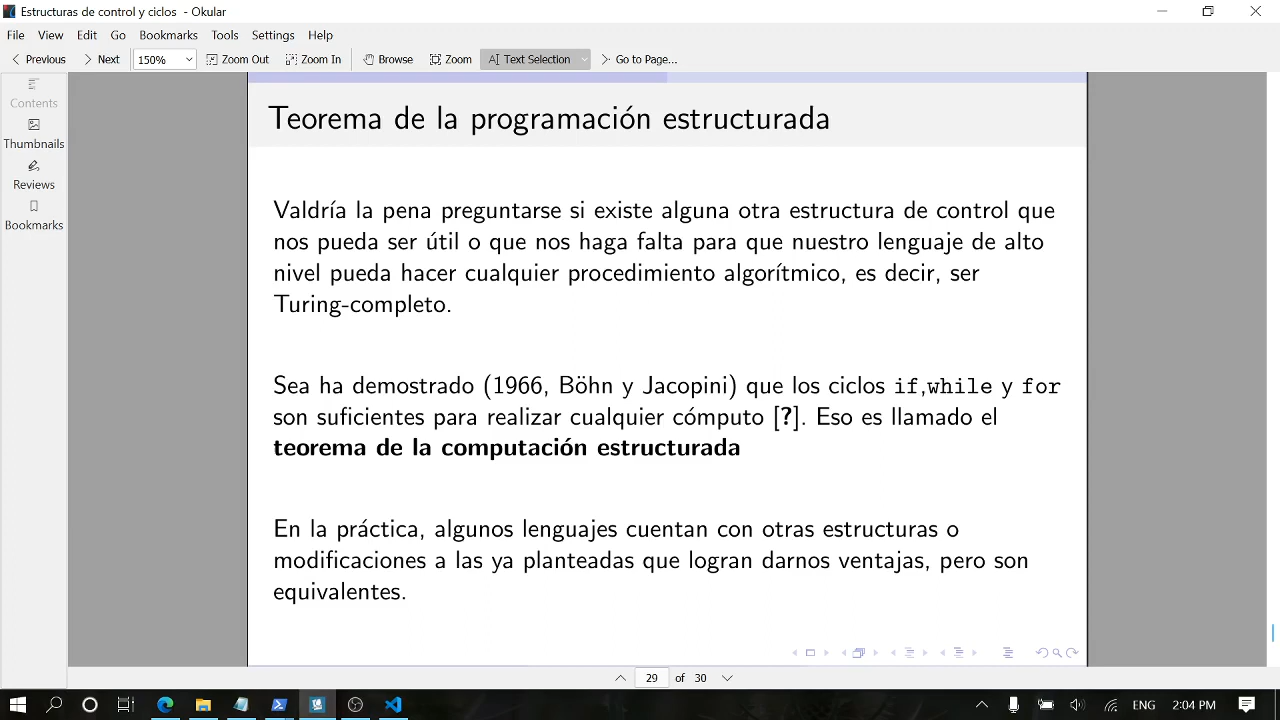 Estructuras de control y ciclos - Okular
File View Edit Go Bookmarks Tools Settings Help
Previous Next 150% Zoom Out Zoom In Browse Zoom Text Selection Go to Page...
Contents
Thumbnails
Reviews
Bookmarks
Teorema de la programación estructurada
Valdría la pena preguntarse si existe alguna otra estructura de control que
nos pueda ser útil o que nos haga falta para que nuestro lenguaje de alto
nivel pueda hacer cualquier procedimiento algorítmico, es decir, ser
Turing-completo.
Sea ha demostrado (1966, Böhn y Jacopini) que los ciclos if,while y for
son suficientes para realizar cualquier cómputo [?]. Eso es llamado el
teorema de la computación estructurada
En la práctica, algunos lenguajes cuentan con otras estructuras o
modificaciones a las ya planteadas que logran darnos ventajas, pero son
equivalentes.
29 of 30
ENG 2:04 PM